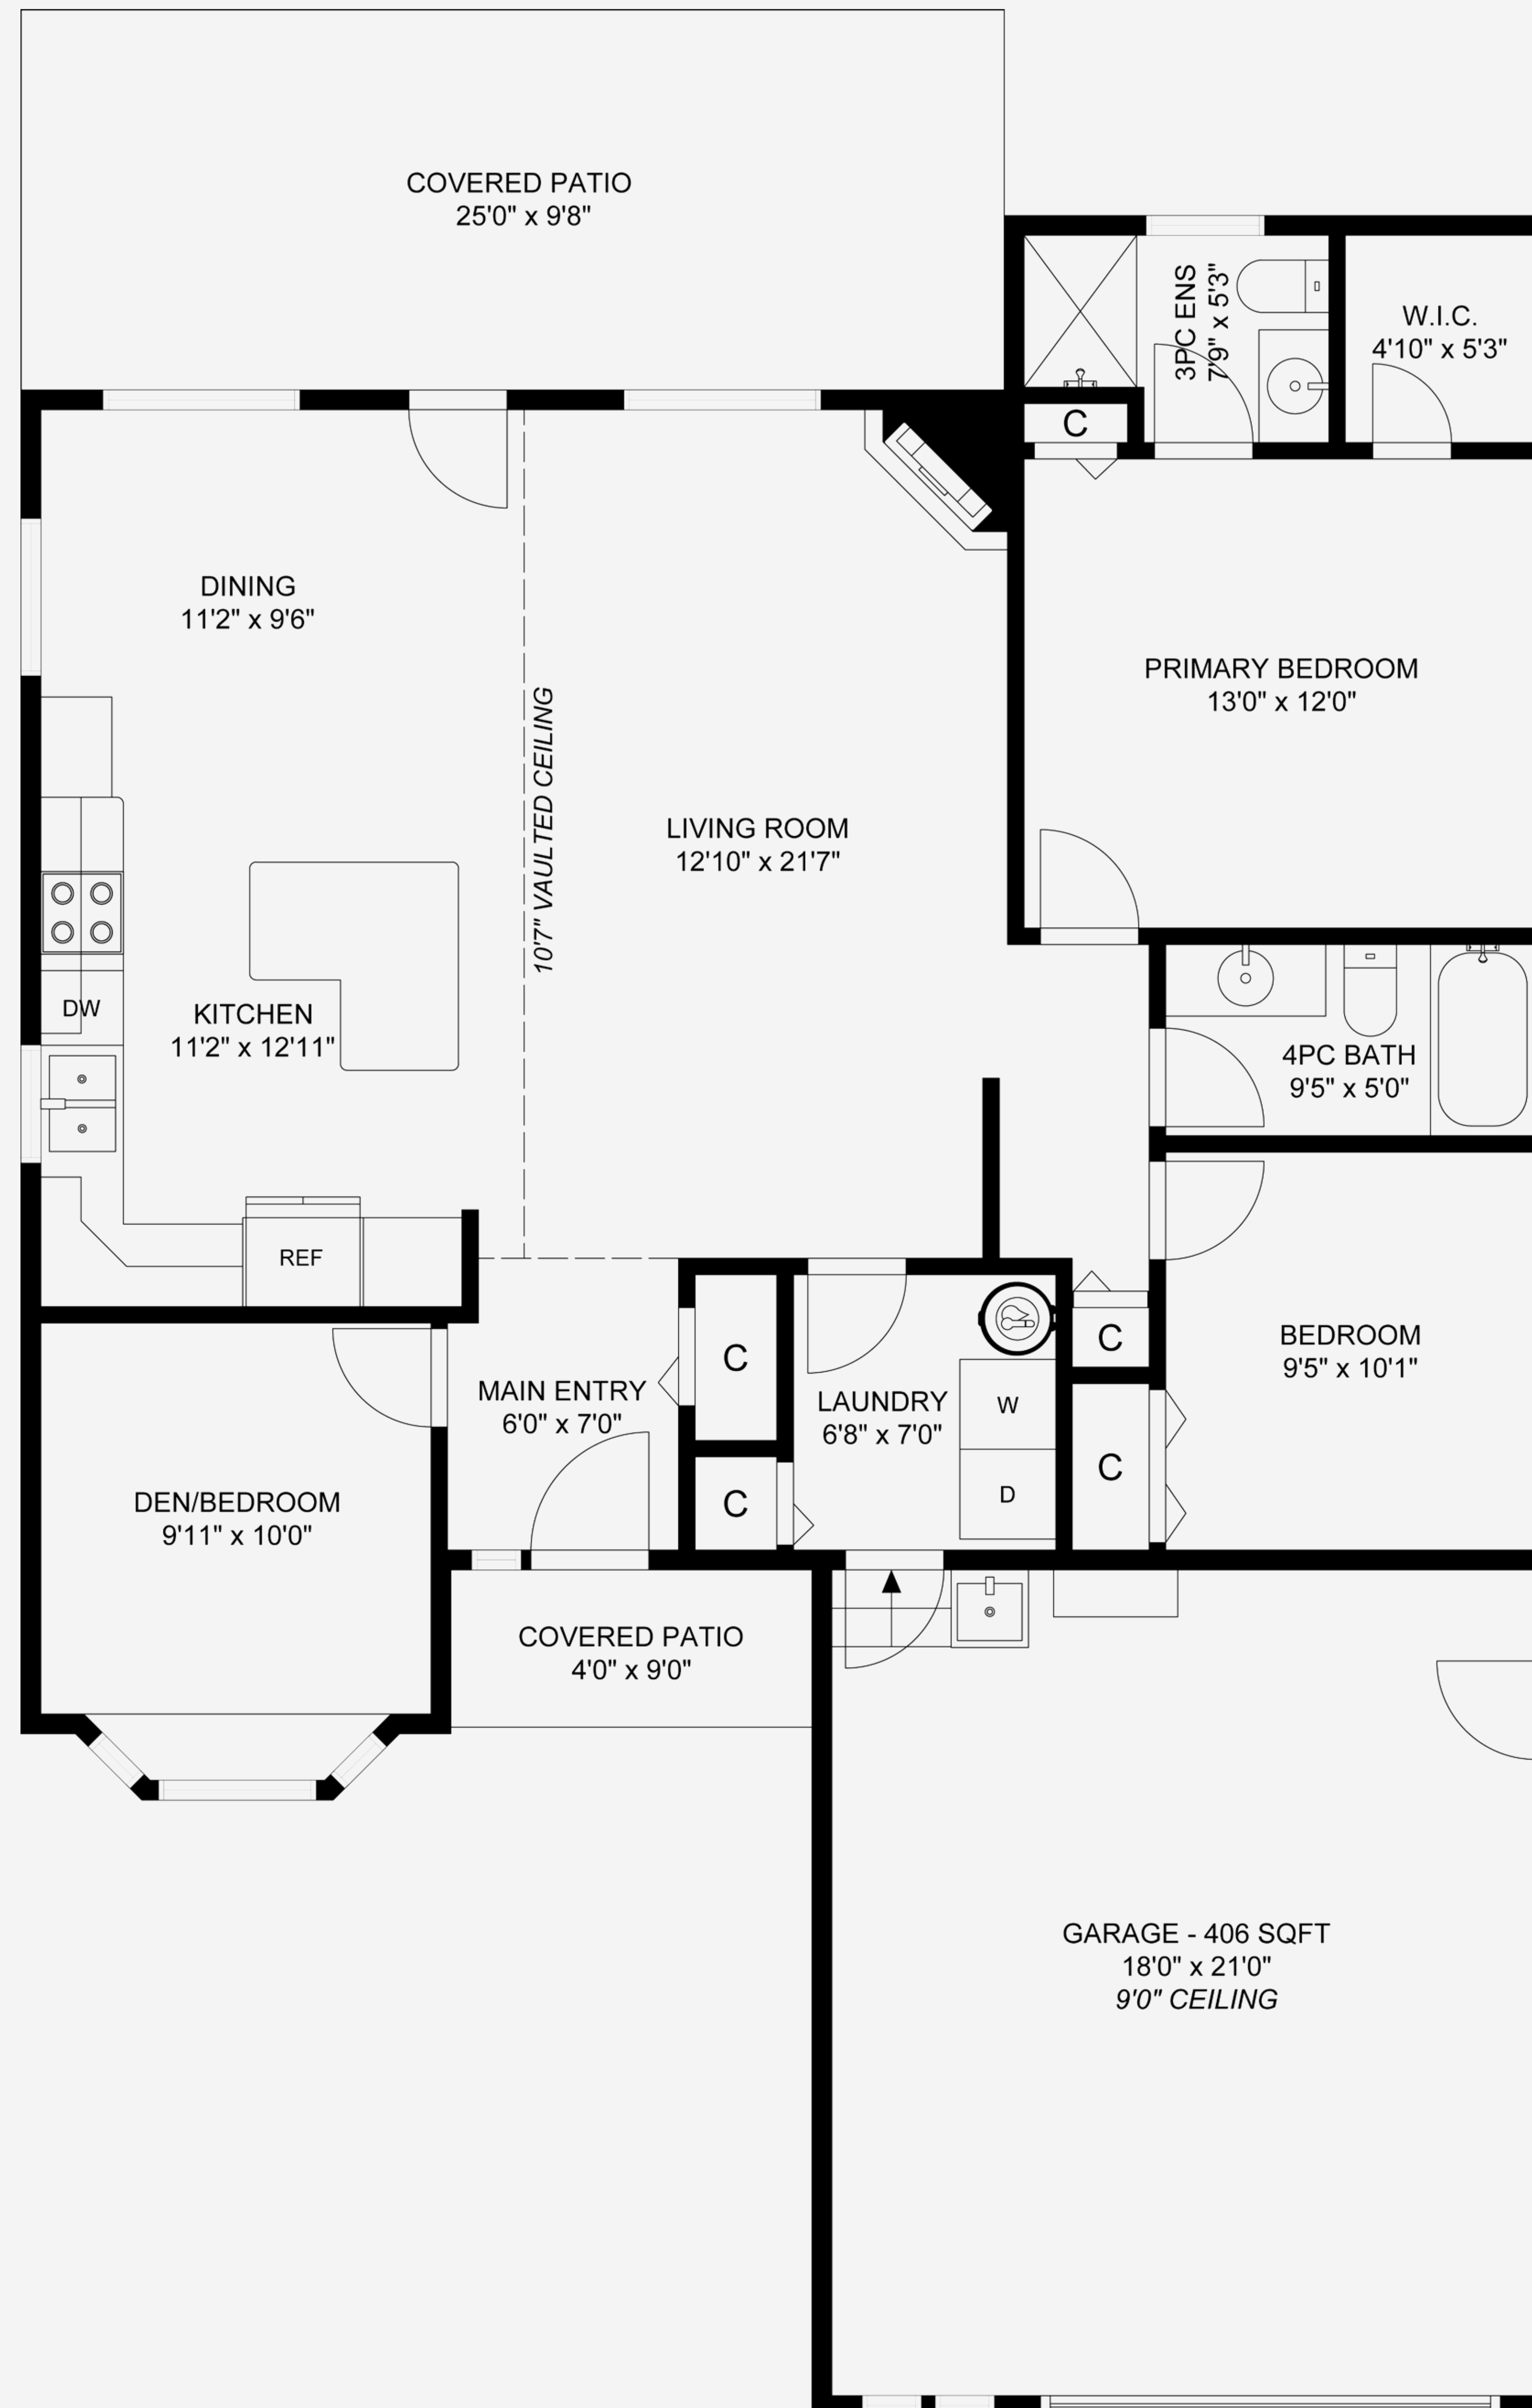 COVERED PATIO
25'0" x 9'8"
3PC ENS
7'9" x 5'3"
W.I.C.
4'10" x 5'3"
C
DINING
11'2" x 9'6"
PRIMARY BEDROOM
13'0" x 12'0"
10'7" VAULTED CEILING
LIVING ROOM
12'10" x 21'7"
DW
KITCHEN
11'2" x 12'11"
4PC BATH
9'5" x 5'0"
REF
C
C
BEDROOM
9'5" x 10'1"
MAIN ENTRY
6'0" x 7'0"
LAUNDRY
6'8" x 7'0"
W
C
D
C
DEN/BEDROOM
9'11" x 10'0"
COVERED PATIO
4'0" x 9'0"
GARAGE - 406 SQFT
18'0" x 21'0"
9'0" CEILING